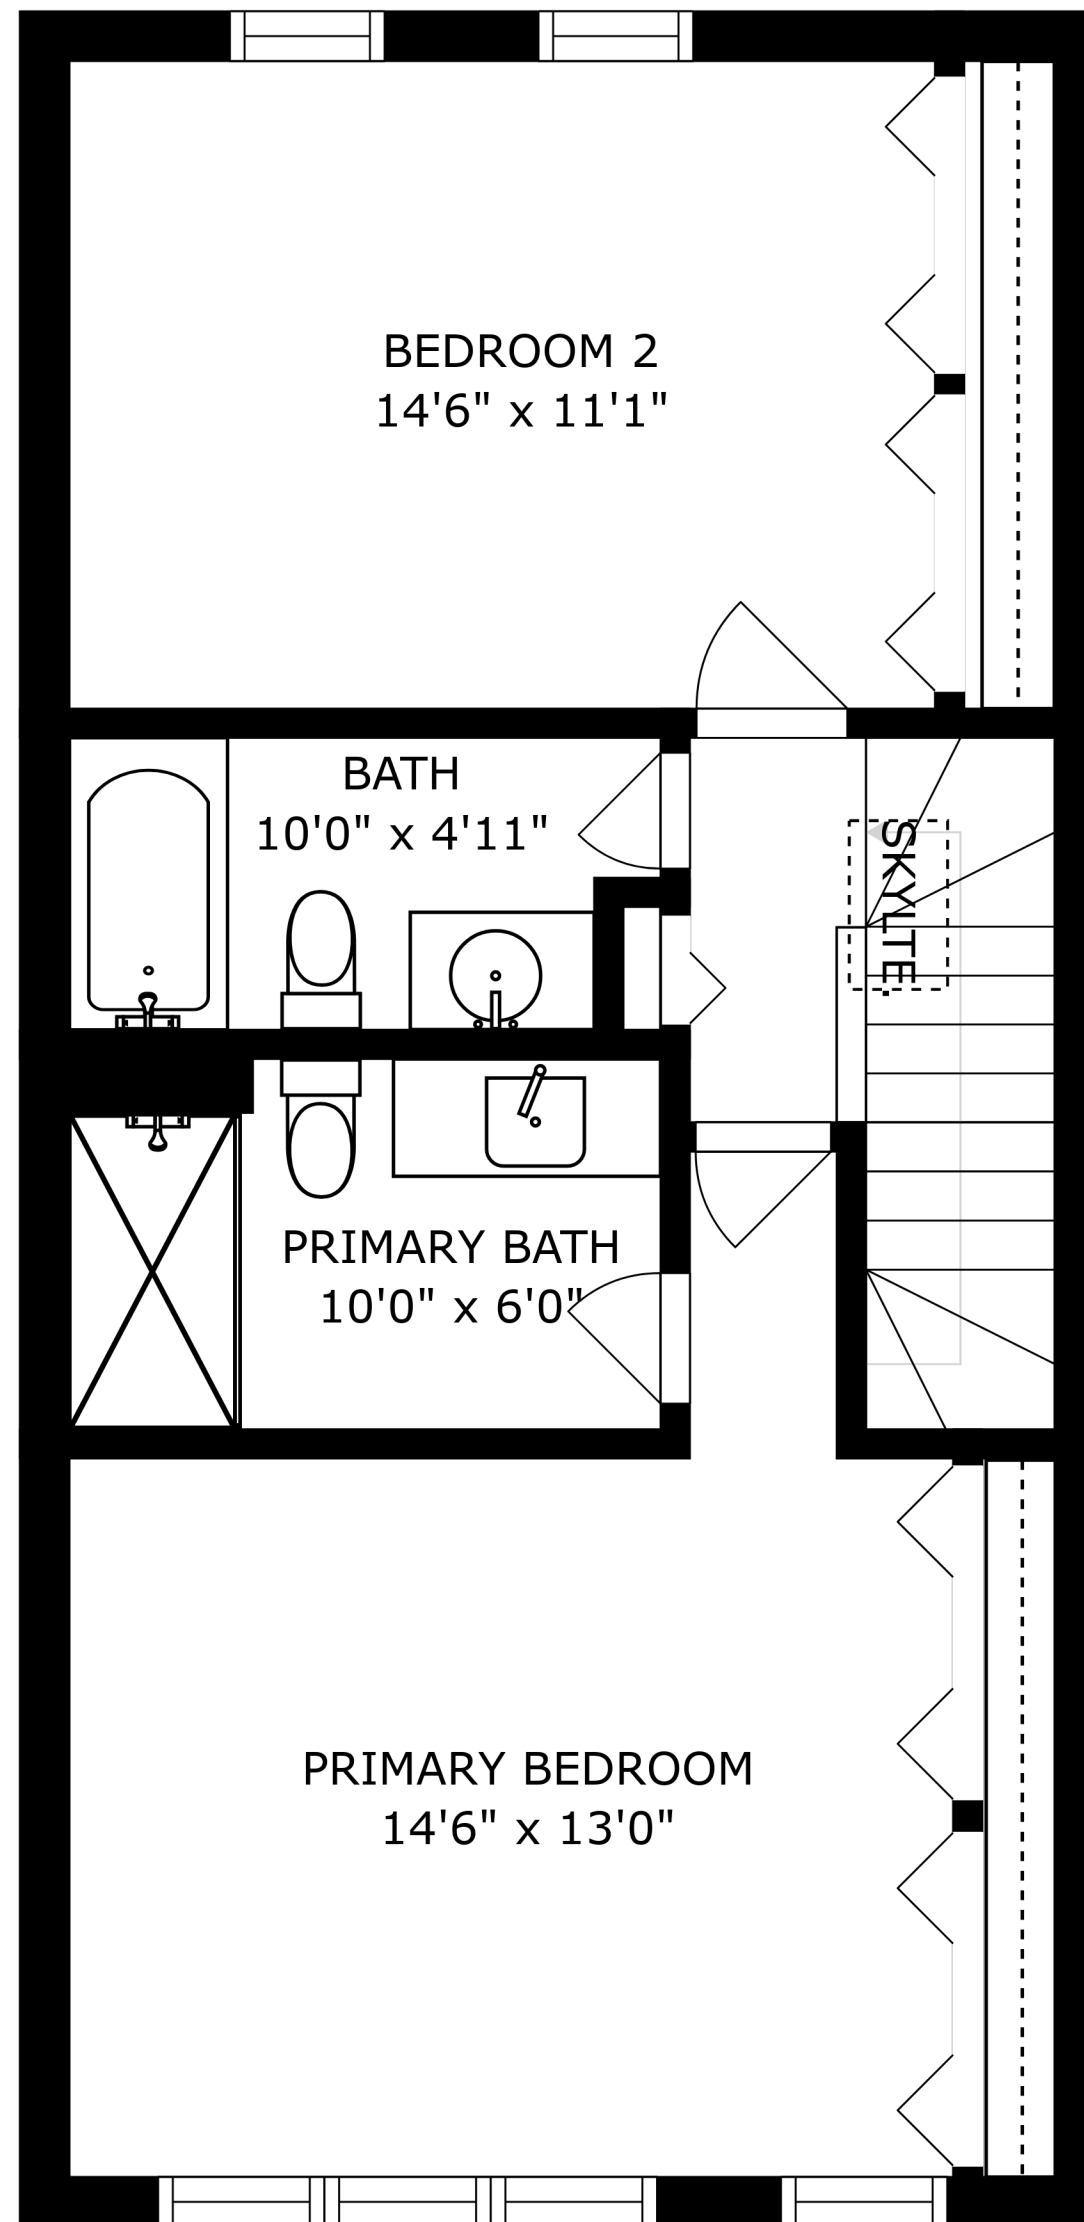 BEDROOM 2
14'6" x 11'1"
BATH
10'0" x 4'11"
SKYLTE.
PRIMARY BATH
10'0" x 6'0"
PRIMARY BEDROOM
14'6" x 13'0"